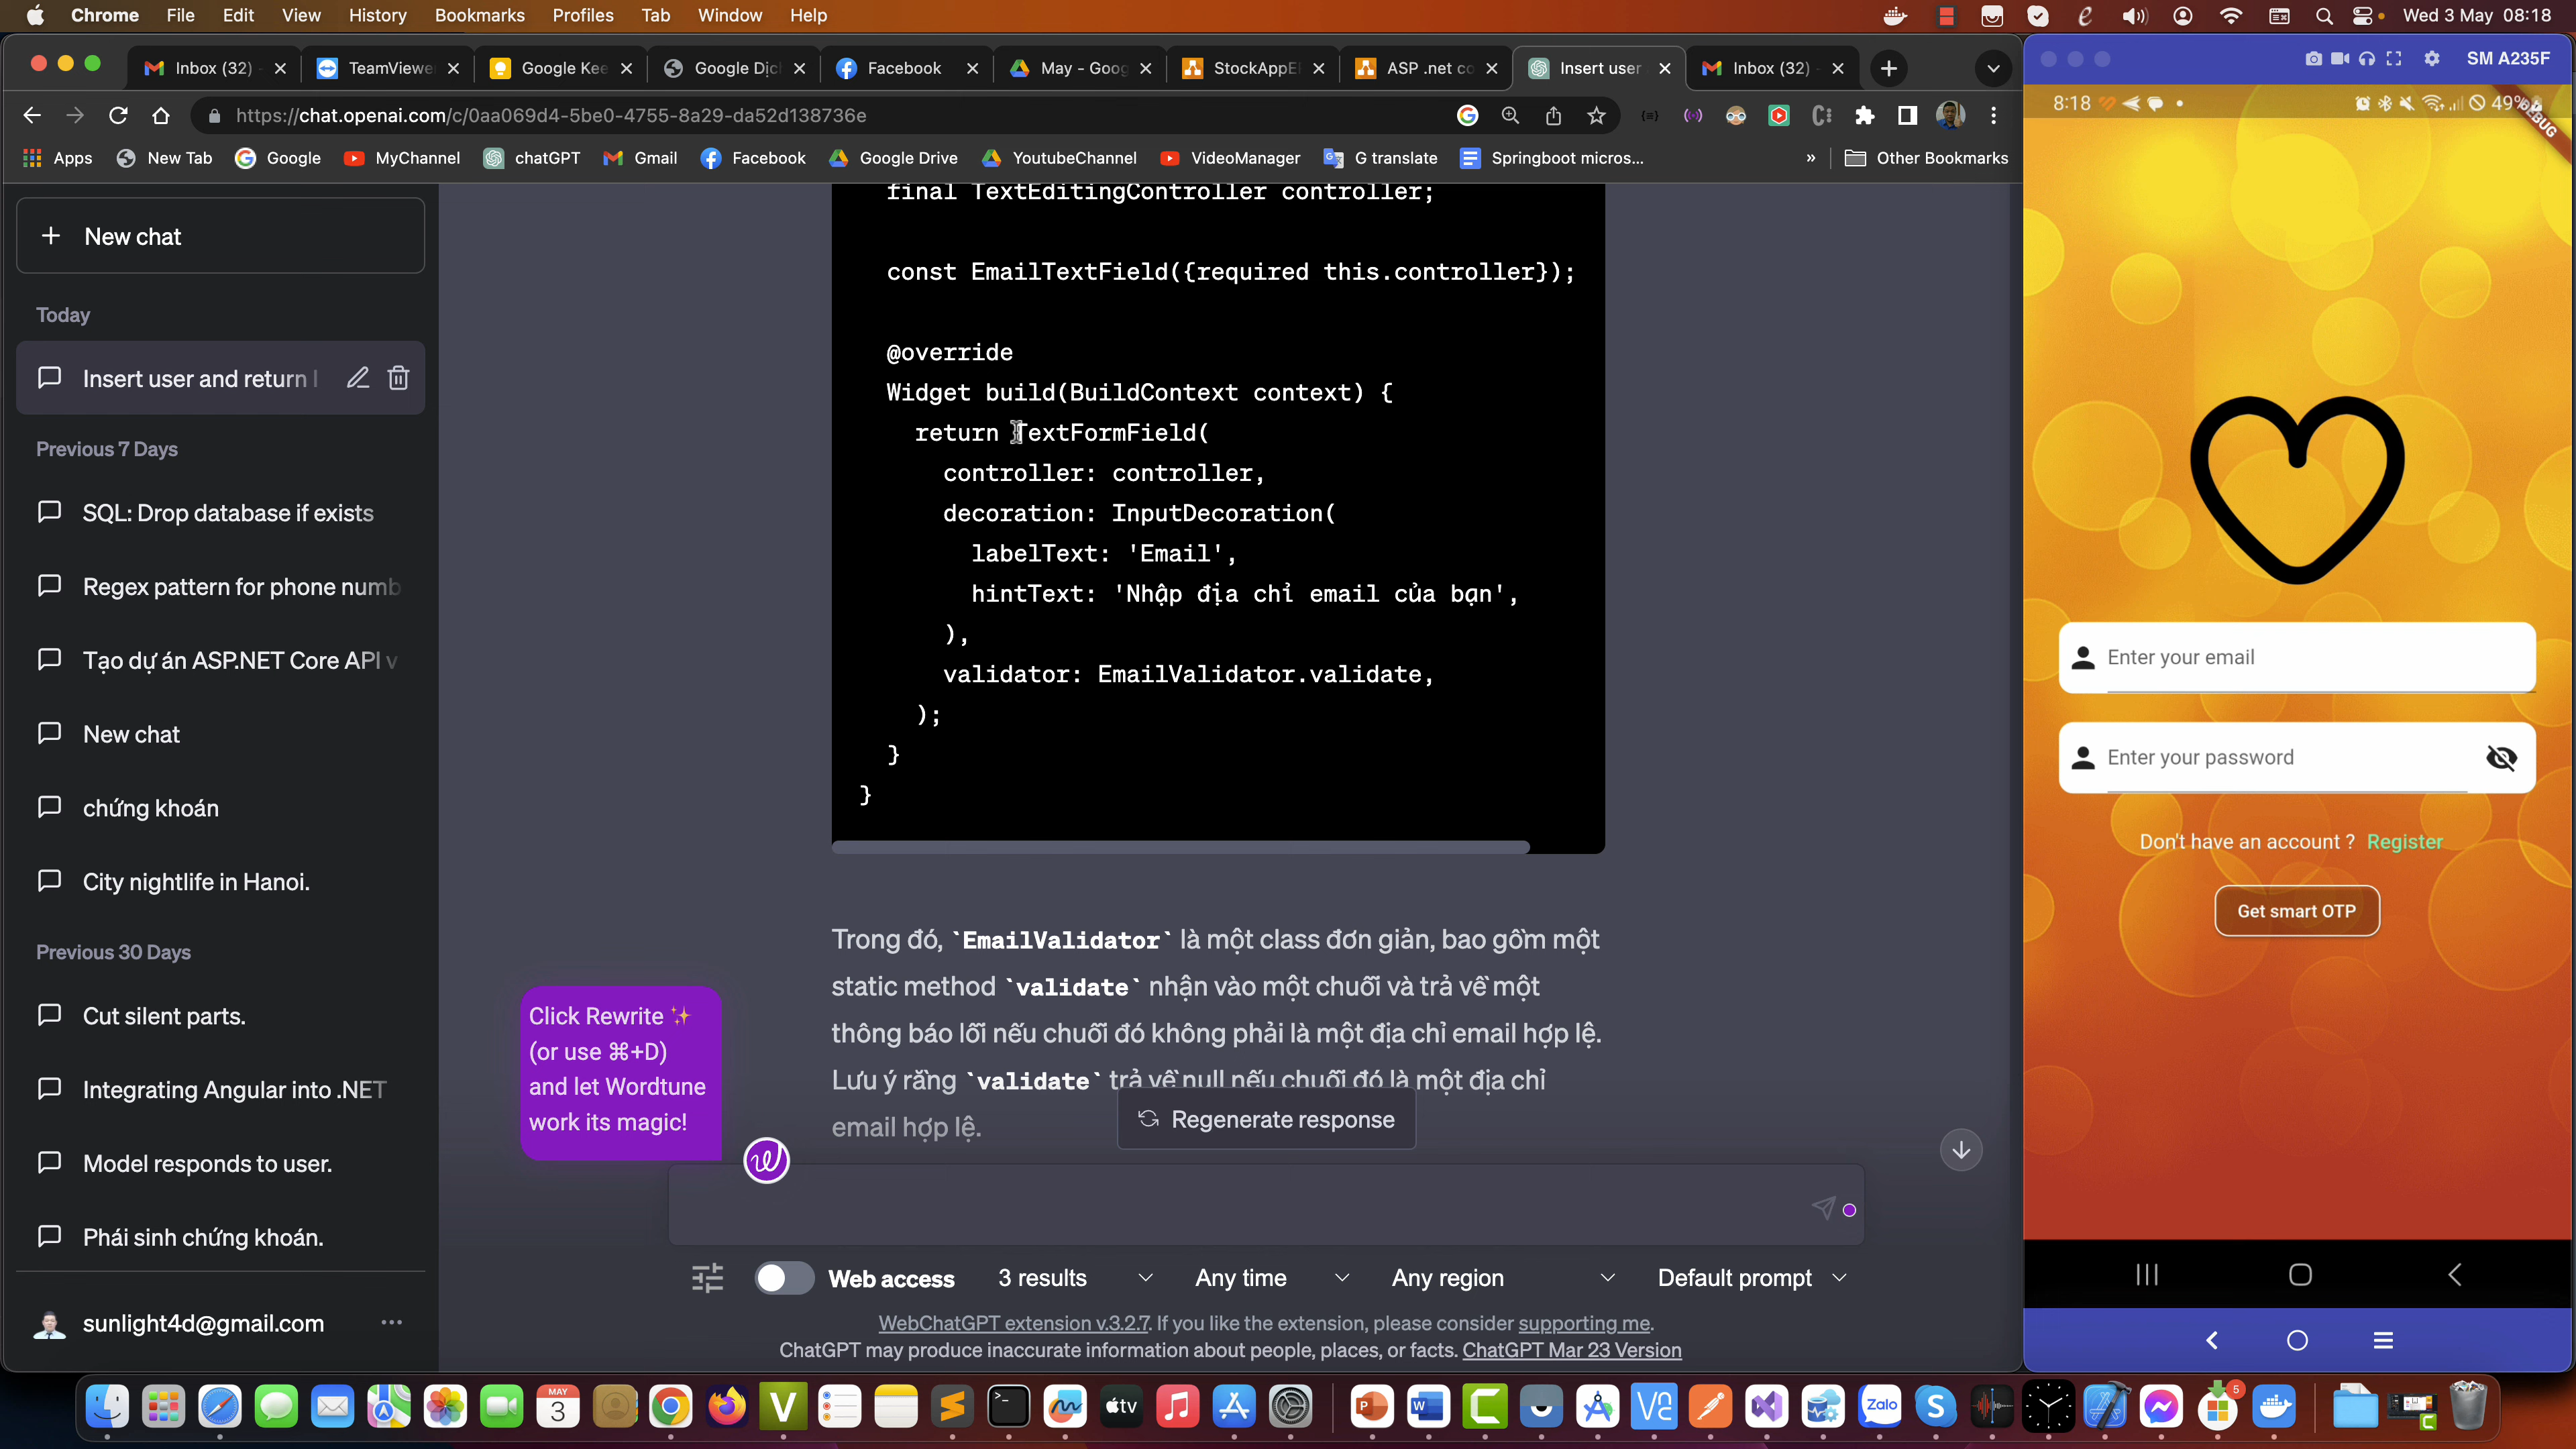 Chrome File Edit View History Bookmarks Profiles Tab Window Help Wed 3 May 08:18
Inbox (32) TeamViewe Google Kee Google Dịc Facebook May - Goog StockAppE ASP .net co Insert user Inbox (32)
SM A235F
https://chat.openai.com/c/0aa069d4-5be0-4755-8a29-da52d138736e
8:18 49%
DEBUG
Apps New Tab Google MyChannel chatGPT Gmail Facebook Google Drive YoutubeChannel VideoManager G translate Springboot micros... » Other Bookmarks
New chat
Today
Insert user and return
Previous 7 Days
SQL: Drop database if exists
Regex pattern for phone numb
Tạo dự án ASP.NET Core API v
New chat
chứng khoán
City nightlife in Hanoi.
Previous 30 Days
Cut silent parts.
Integrating Angular into .NET
Model responds to user.
Phái sinh chứng khoán.
sunlight4d@gmail.com
final TextEditingController controller;
const EmailTextField({required this.controller});
@override
Widget build(BuildContext context) {
return TextFormField(
controller: controller,
decoration: InputDecoration(
labelText: 'Email',
hintText: 'Nhập địa chỉ email của bạn',
),
validator: EmailValidator.validate,
);
}
}
Trong đó, `EmailValidator` là một class đơn giản, bao gồm một
static method `validate` nhận vào một chuỗi và trả về một
thông báo lỗi nếu chuỗi đó không phải là một địa chỉ email hợp lệ.
Lưu ý rằng `validate` trả về null nếu chuỗi đó là một địa chỉ
email hợp lệ.
Regenerate response
Click Rewrite ✨
(or use ⌘+D)
and let Wordtune
work its magic!
Web access 3 results Any time Any region Default prompt
WebChatGPT extension v.3.2.7. If you like the extension, please consider supporting me.
ChatGPT may produce inaccurate information about people, places, or facts. ChatGPT Mar 23 Version
Enter your email
Enter your password
Don't have an account ? Register
Get smart OTP
MAY
3
tv
Zalo
5